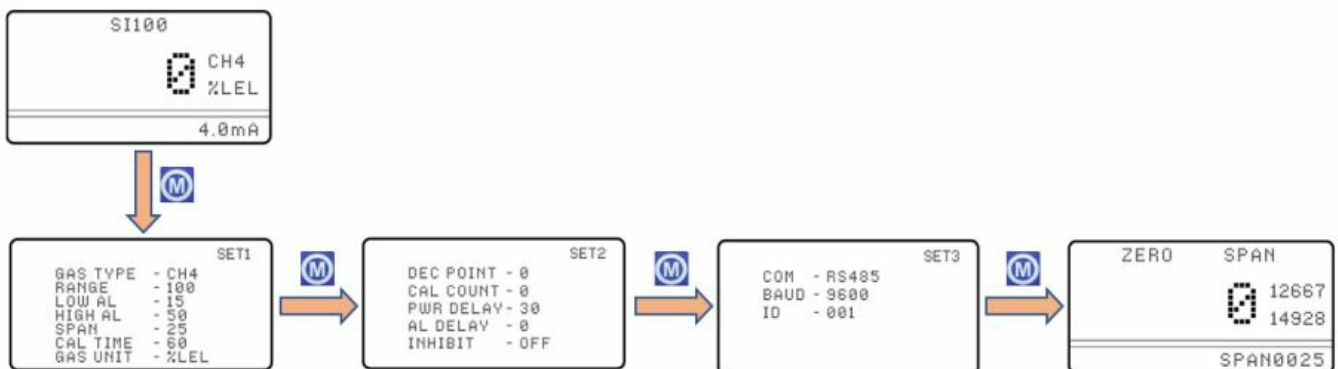 SI100
0 CH4
%LEL
4.0mA
M
SET1
GAS TYPE - CH4
RANGE - 100
LOW AL - 15
HIGH AL - 50
SPAN - 25
CAL TIME - 60
GAS UNIT - %LEL
M
SET2
DEC POINT - 0
CAL COUNT - 0
PWR DELAY - 30
AL DELAY - 0
INHIBIT - OFF
M
SET3
COM - RS485
BAUD - 9600
ID - 001
M
ZERO SPAN
0 12667
14928
SPAN0025